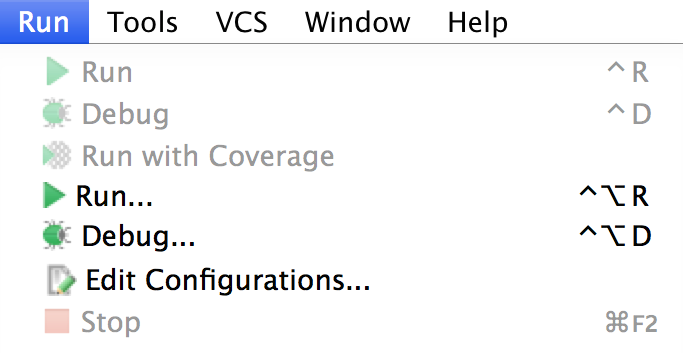 Run Tools VCS Window Help
Run ^ R
Debug ^ D
Run with Coverage
Run... ^⌥ R
Debug... ^⌥ D
Edit Configurations...
Stop ⌘F2